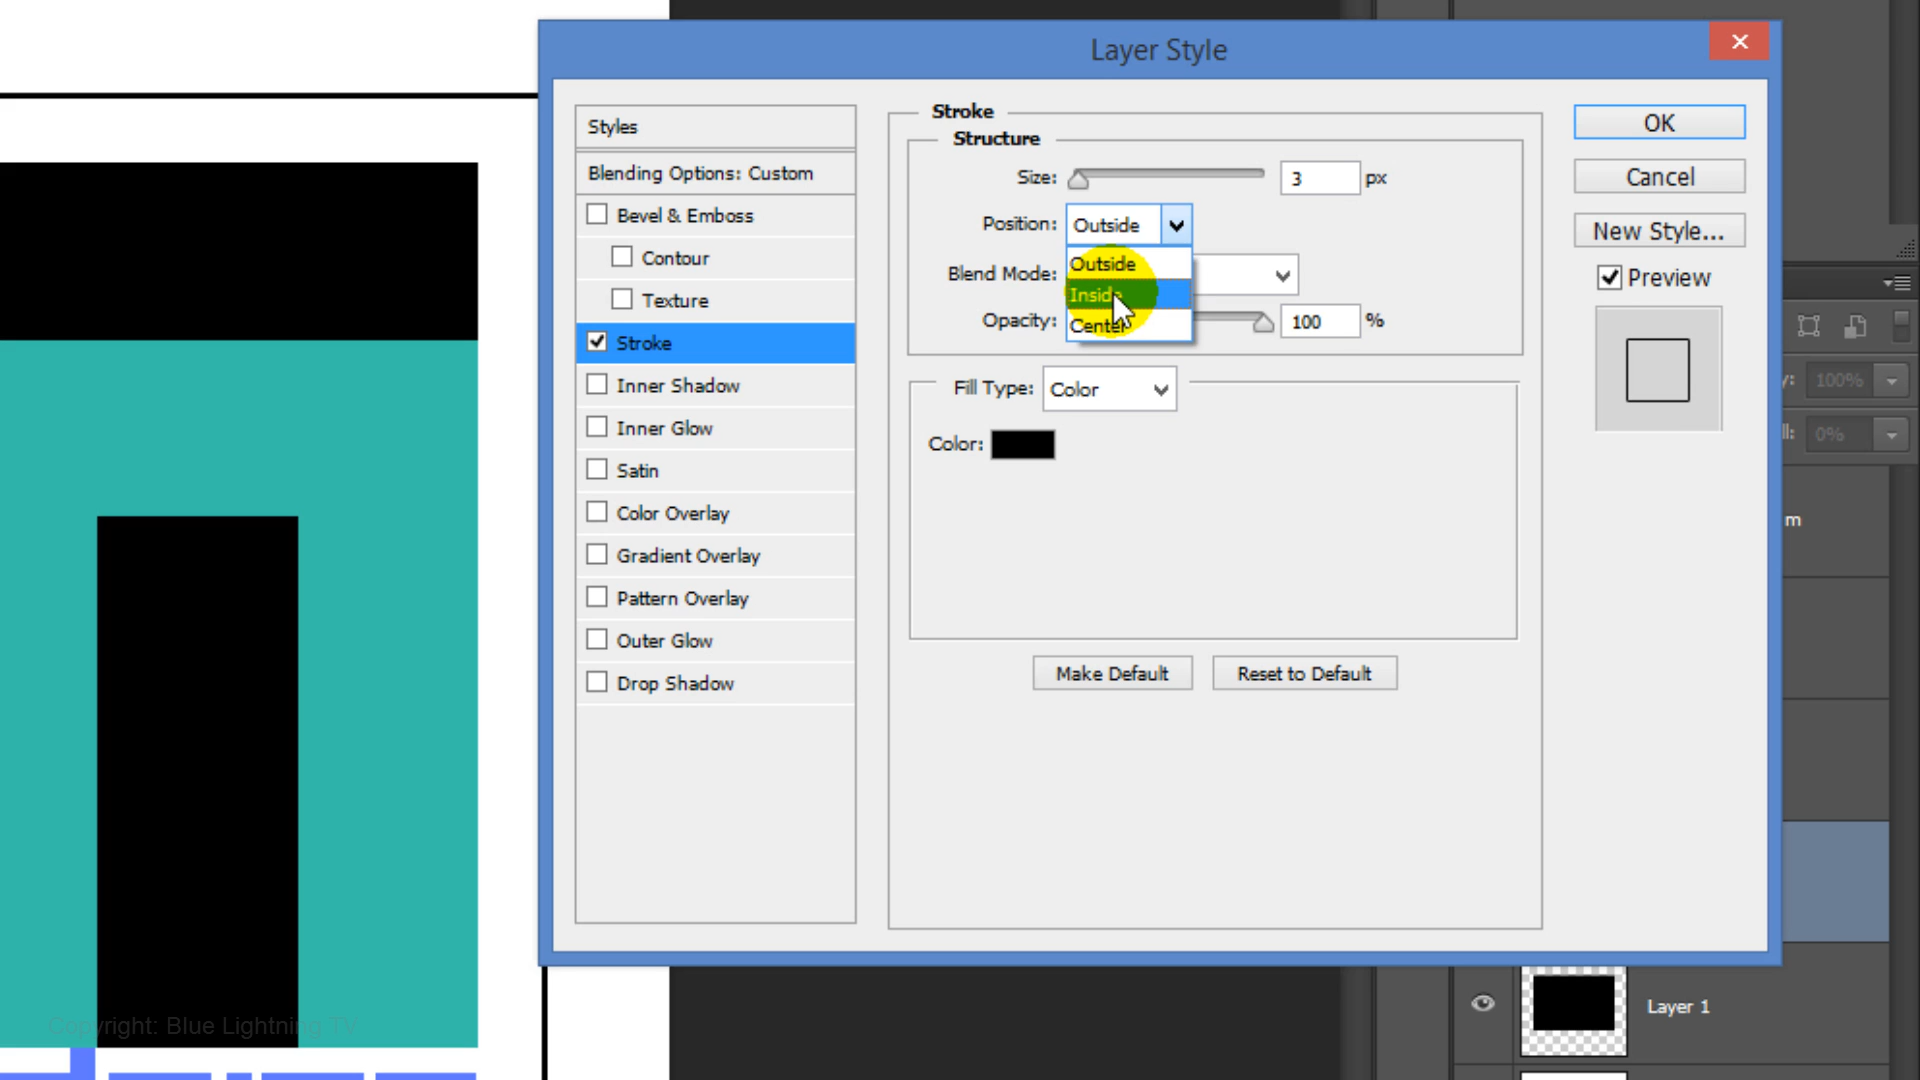 Layer Style
Styles
Blending Options: Custom
Bevel & Emboss
Contour
Texture
Stroke
Inner Shadow
Inner Glow
Satin
Color Overlay
Gradient Overlay
Pattern Overlay
Outer Glow
Drop Shadow
Stroke
Structure
Size: 3 px
Position: Outside
Outside
Inside
Center
Blend Mode:
Opacity: 100 %
Fill Type: Color
Color:
Make Default Reset to Default
OK
Cancel
New Style...
Preview
100%
0%
m
Layer 1
Copyright: Blue Lightning TV